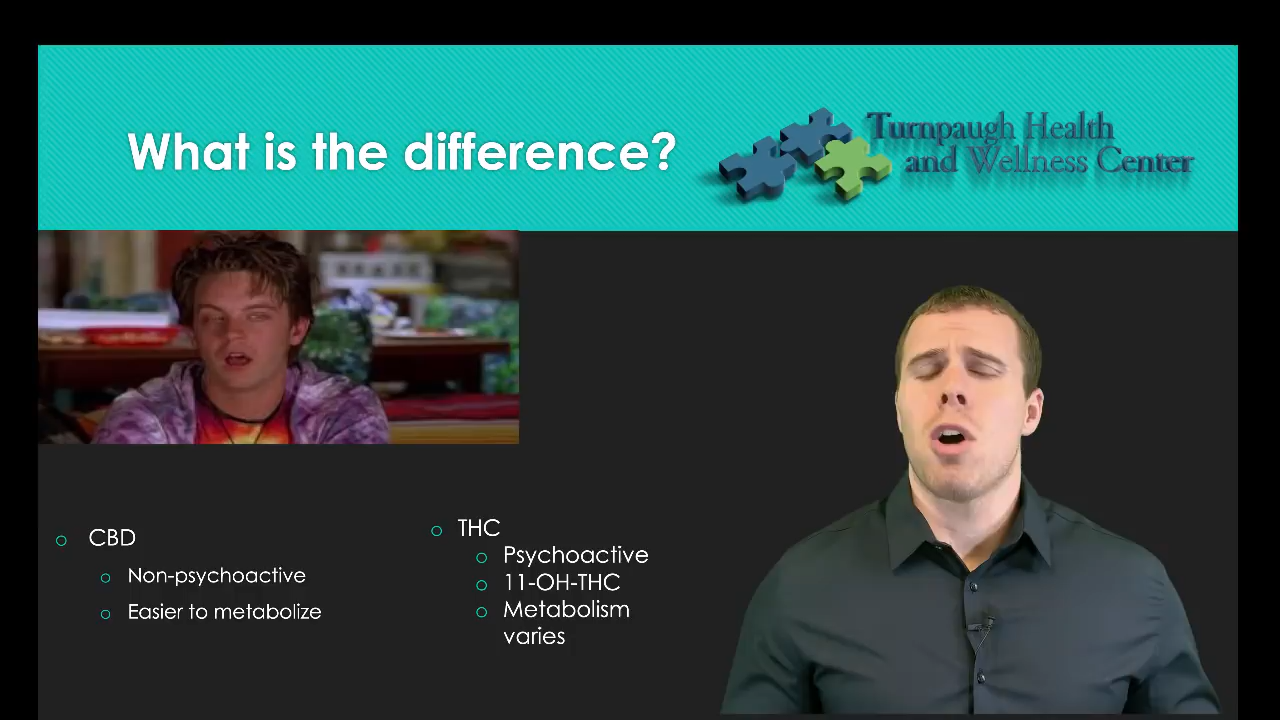 What is the difference?
Turnpaugh Health
and Wellness Center
CBD
Non-psychoactive
Easier to metabolize
THC
Psychoactive
11-OH-THC
Metabolism
varies